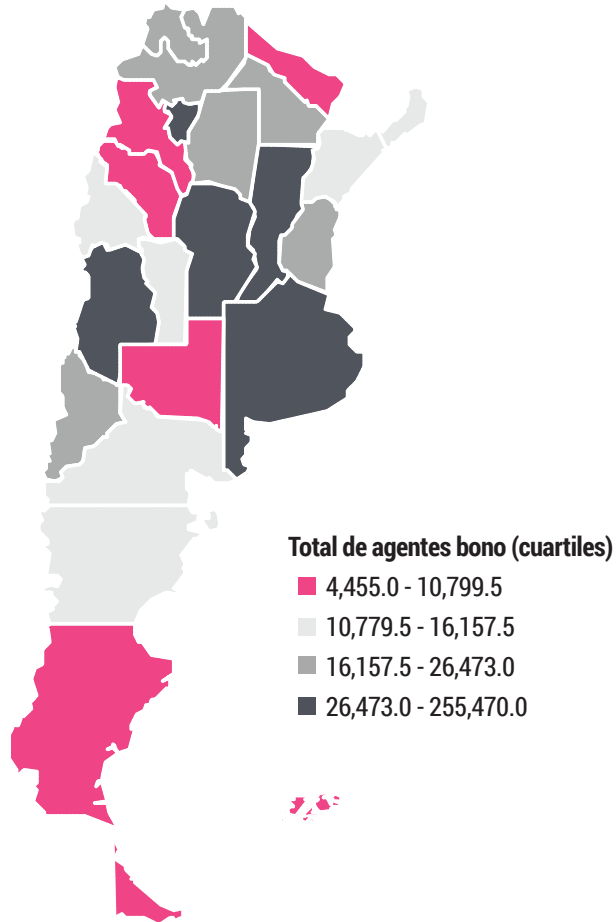 Total de agentes bono (cuartiles)
4,455.0 - 10,799.5
10,779.5 - 16,157.5
16,157.5 - 26,473.0
26,473.0 - 255,470.0